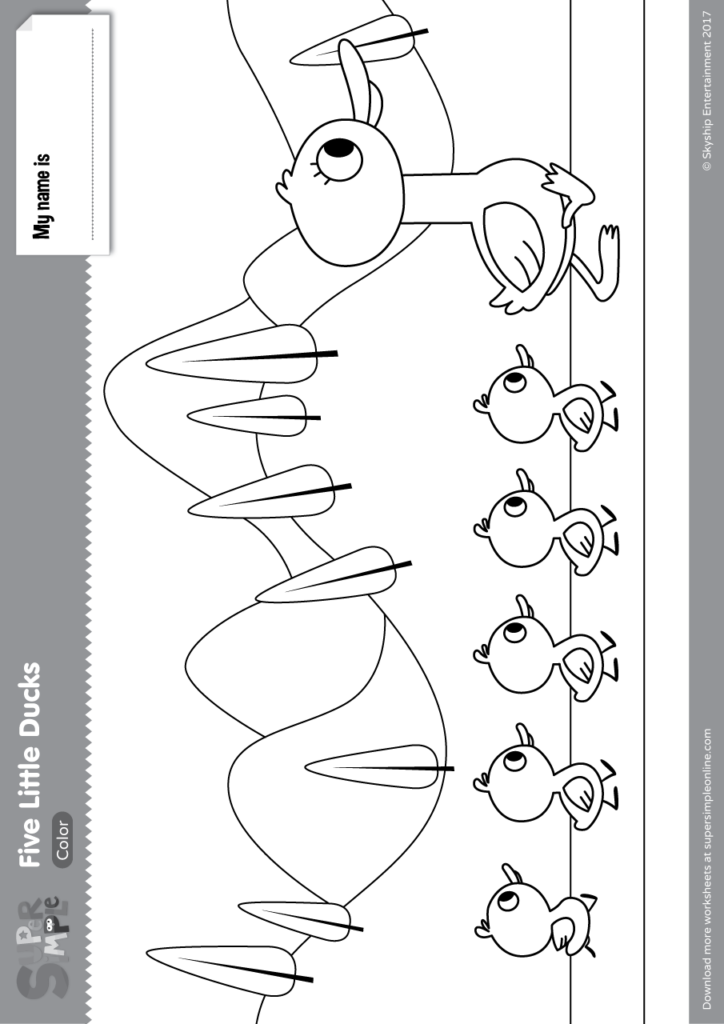 SUPER
SIMPLE
Five Little Ducks
Color
My name is
Download more worksheets at supersimpleonline.com
© Skyship Entertainment 2017